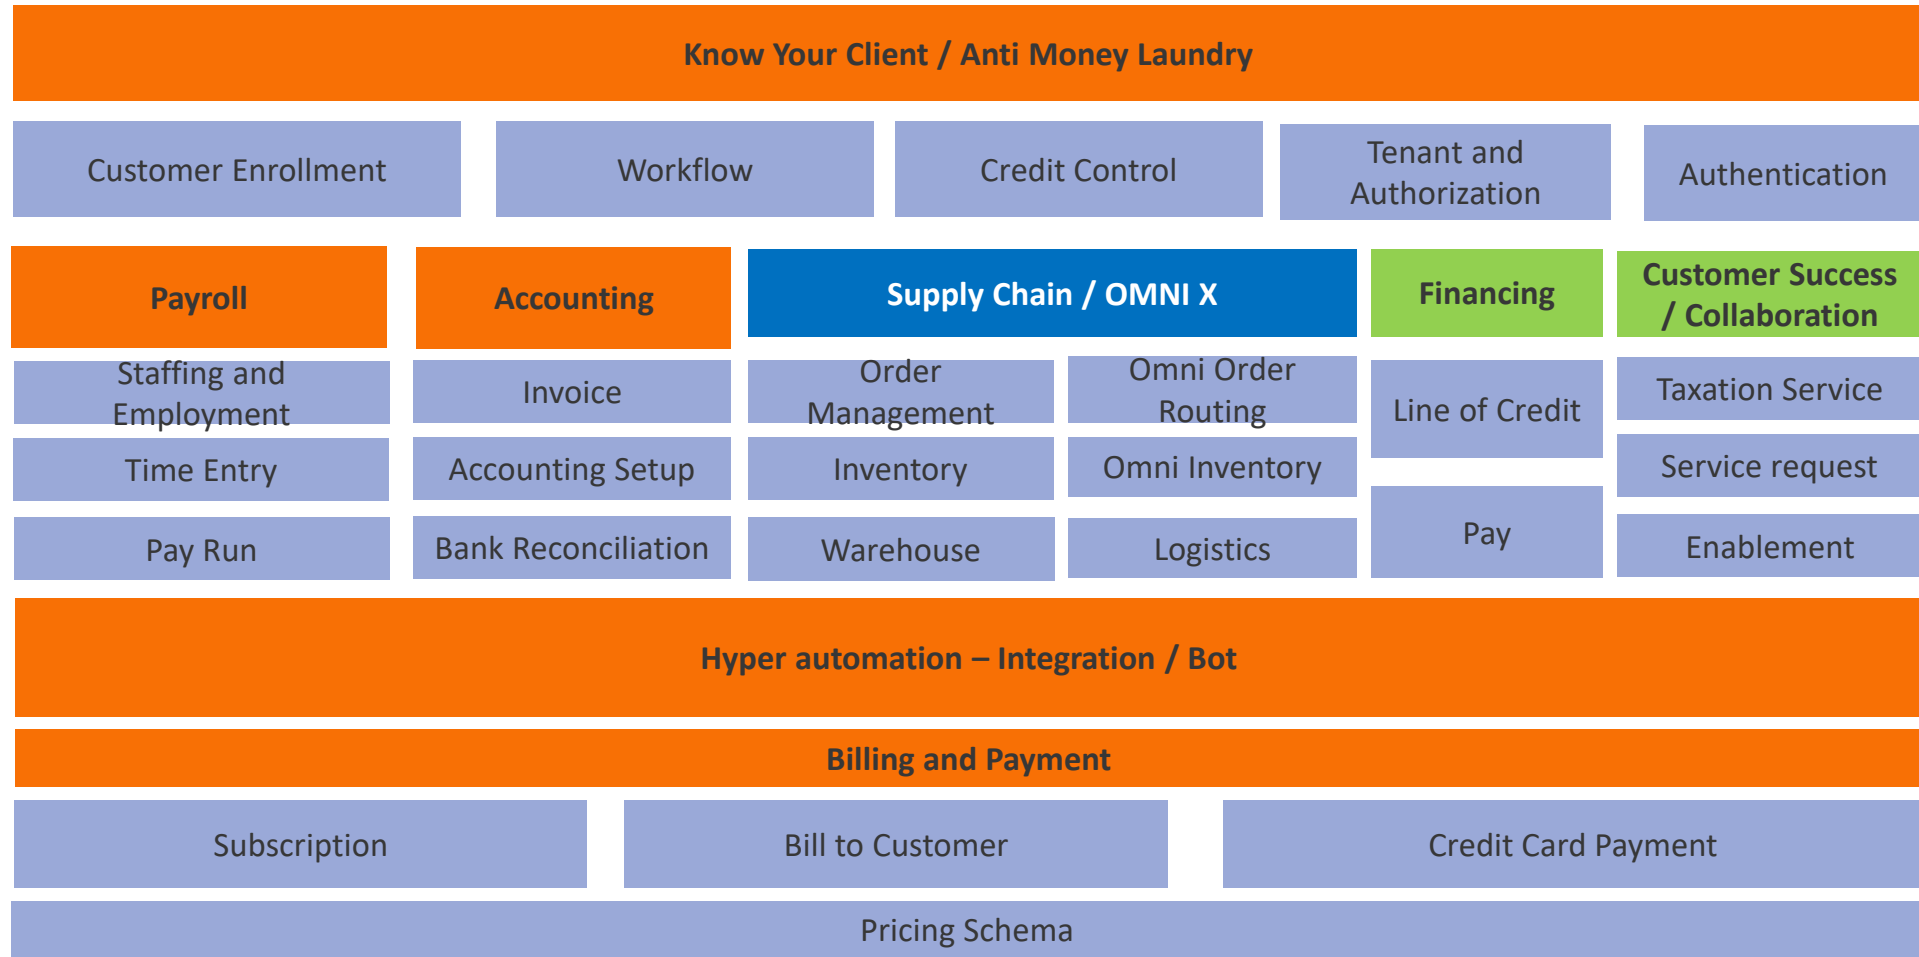 Know Your Client / Anti Money Laundry
Customer Enrollment
Workflow
Credit Control
Tenant and
Authorization
Authentication
Payroll
Accounting
Supply Chain / OMNI X
Financing
Customer Success
/ Collaboration
Staffing and
Employment
Invoice
Order
Management
Omni Order
Routing
Line of Credit
Taxation Service
Time Entry
Accounting Setup
Inventory
Omni Inventory
Service request
Pay Run
Bank Reconciliation
Warehouse
Logistics
Pay
Enablement
Hyper automation – Integration / Bot
Billing and Payment
Subscription
Bill to Customer
Credit Card Payment
Pricing Schema